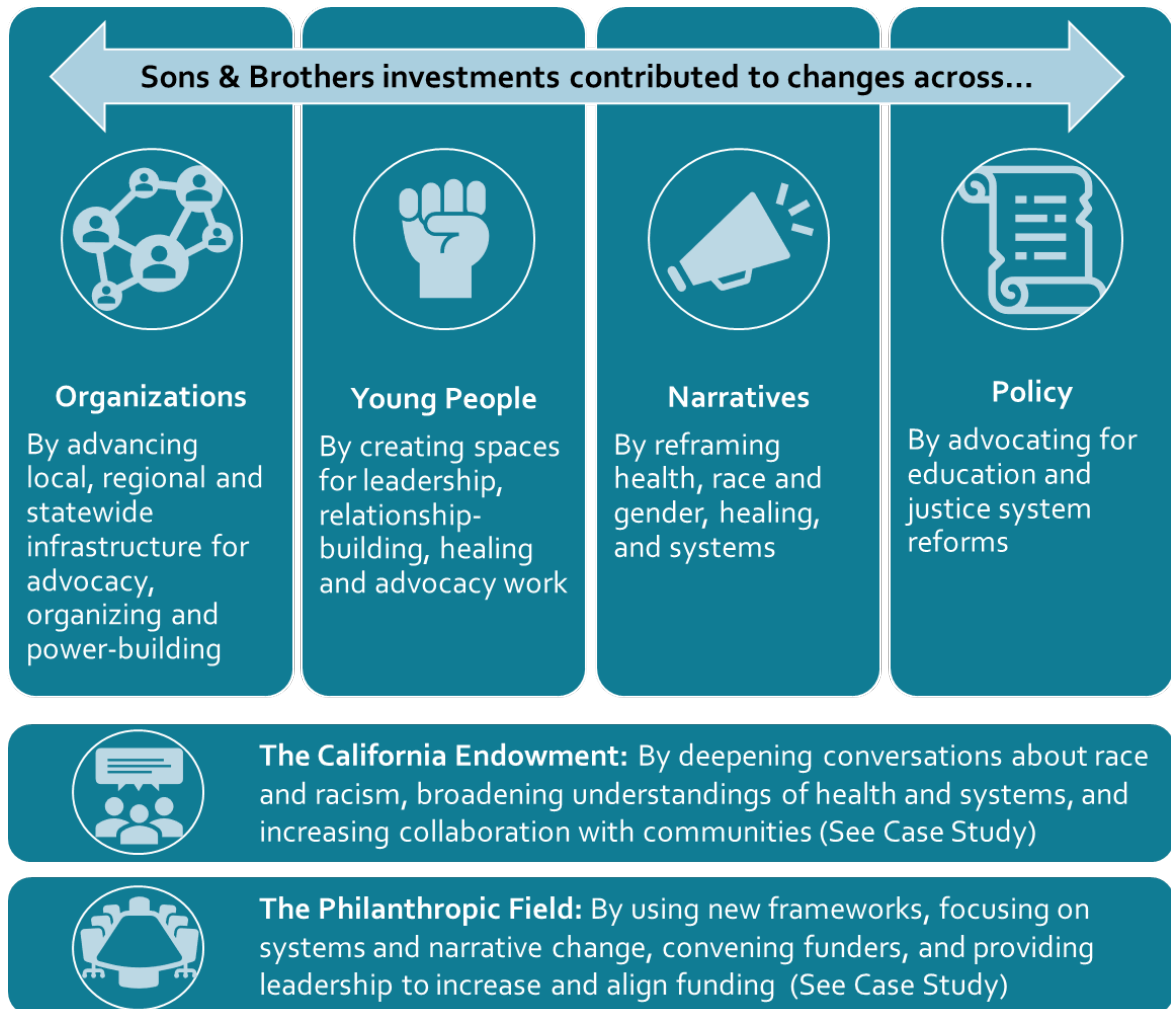 Sons & Brothers investments contributed to changes across...
Organizations
By advancing
local, regional and
statewide
infrastructure for
advocacy,
organizing and
power-building
Young People
By creating spaces
for leadership,
relationship-
building, healing
and advocacy work
Narratives
By reframing
health, race and
gender, healing,
and systems
Policy
By advocating for
education and
justice system
reforms
The California Endowment: By deepening conversations about race
and racism, broadening understandings of health and systems, and
increasing collaboration with communities (See Case Study)
The Philanthropic Field: By using new frameworks, focusing on
systems and narrative change, convening funders, and providing
leadership to increase and align funding (See Case Study)